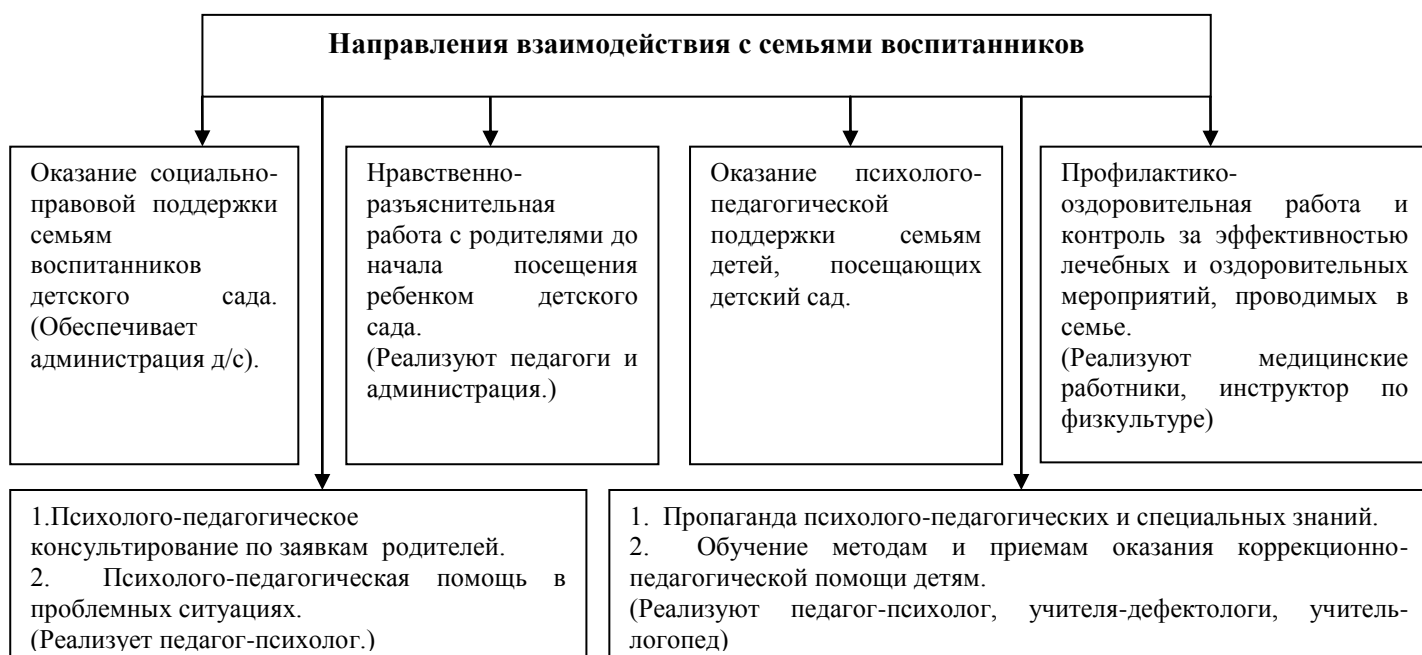 Направления взаимодействия с семьями воспитанников
Оказание социально-
правовой поддержки
семьям
воспитанников
детского сада.
(Обеспечивает
администрация д/с).
Нравственно-
разъяснительная
работа с родителями до
начала посещения
ребенком детского
сада.
(Реализуют педагоги и
администрация.)
Оказание психолого-
педагогической
поддержки семьям
детей, посещающих
детский сад.
Профилактико-
оздоровительная работа и
контроль за эффективностью
лечебных и оздоровительных
мероприятий, проводимых в
семье.
(Реализуют медицинские
работники, инструктор по
физкультуре)
1.Психолого-педагогическое
консультирование по заявкам родителей.
2. Психолого-педагогическая помощь в
проблемных ситуациях.
(Реализует педагог-психолог.)
1. Пропаганда психолого-педагогических и специальных знаний.
2. Обучение методам и приемам оказания коррекционно-
педагогической помощи детям.
(Реализуют педагог-психолог, учителя-дефектологи, учитель-
логопед)